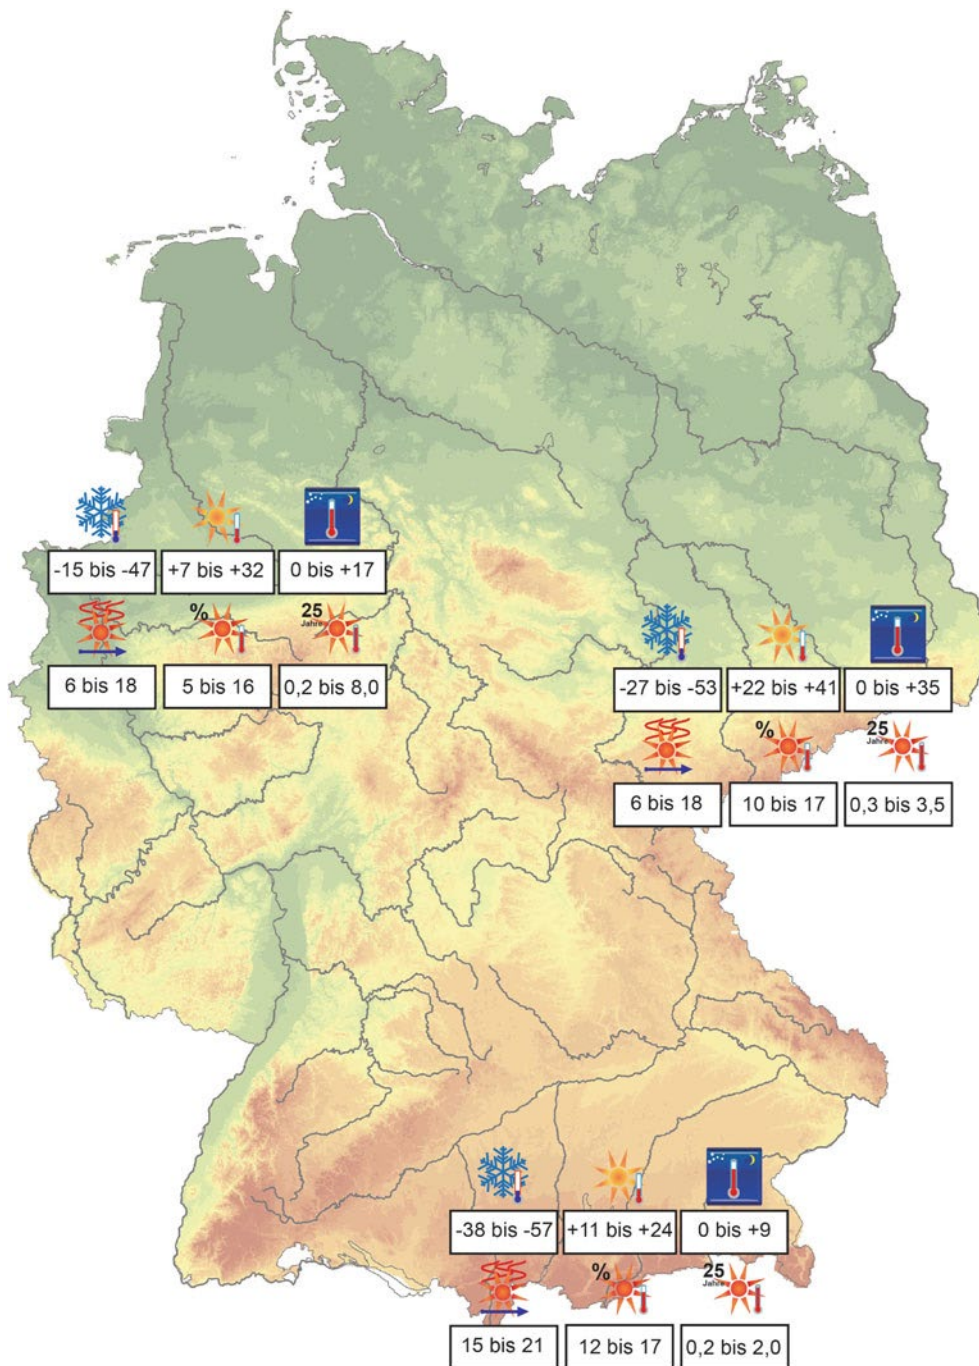 -15 bis -47
+7 bis +32
0 bis +17
%
25
Jahre
6 bis 18
5 bis 16
0,2 bis 8,0
-27 bis -53
+22 bis +41
0 bis +35
%
25
Jahre
6 bis 18
10 bis 17
0,3 bis 3,5
-38 bis -57
+11 bis +24
0 bis +9
%
25
Jahre
15 bis 21
12 bis 17
0,2 bis 2,0